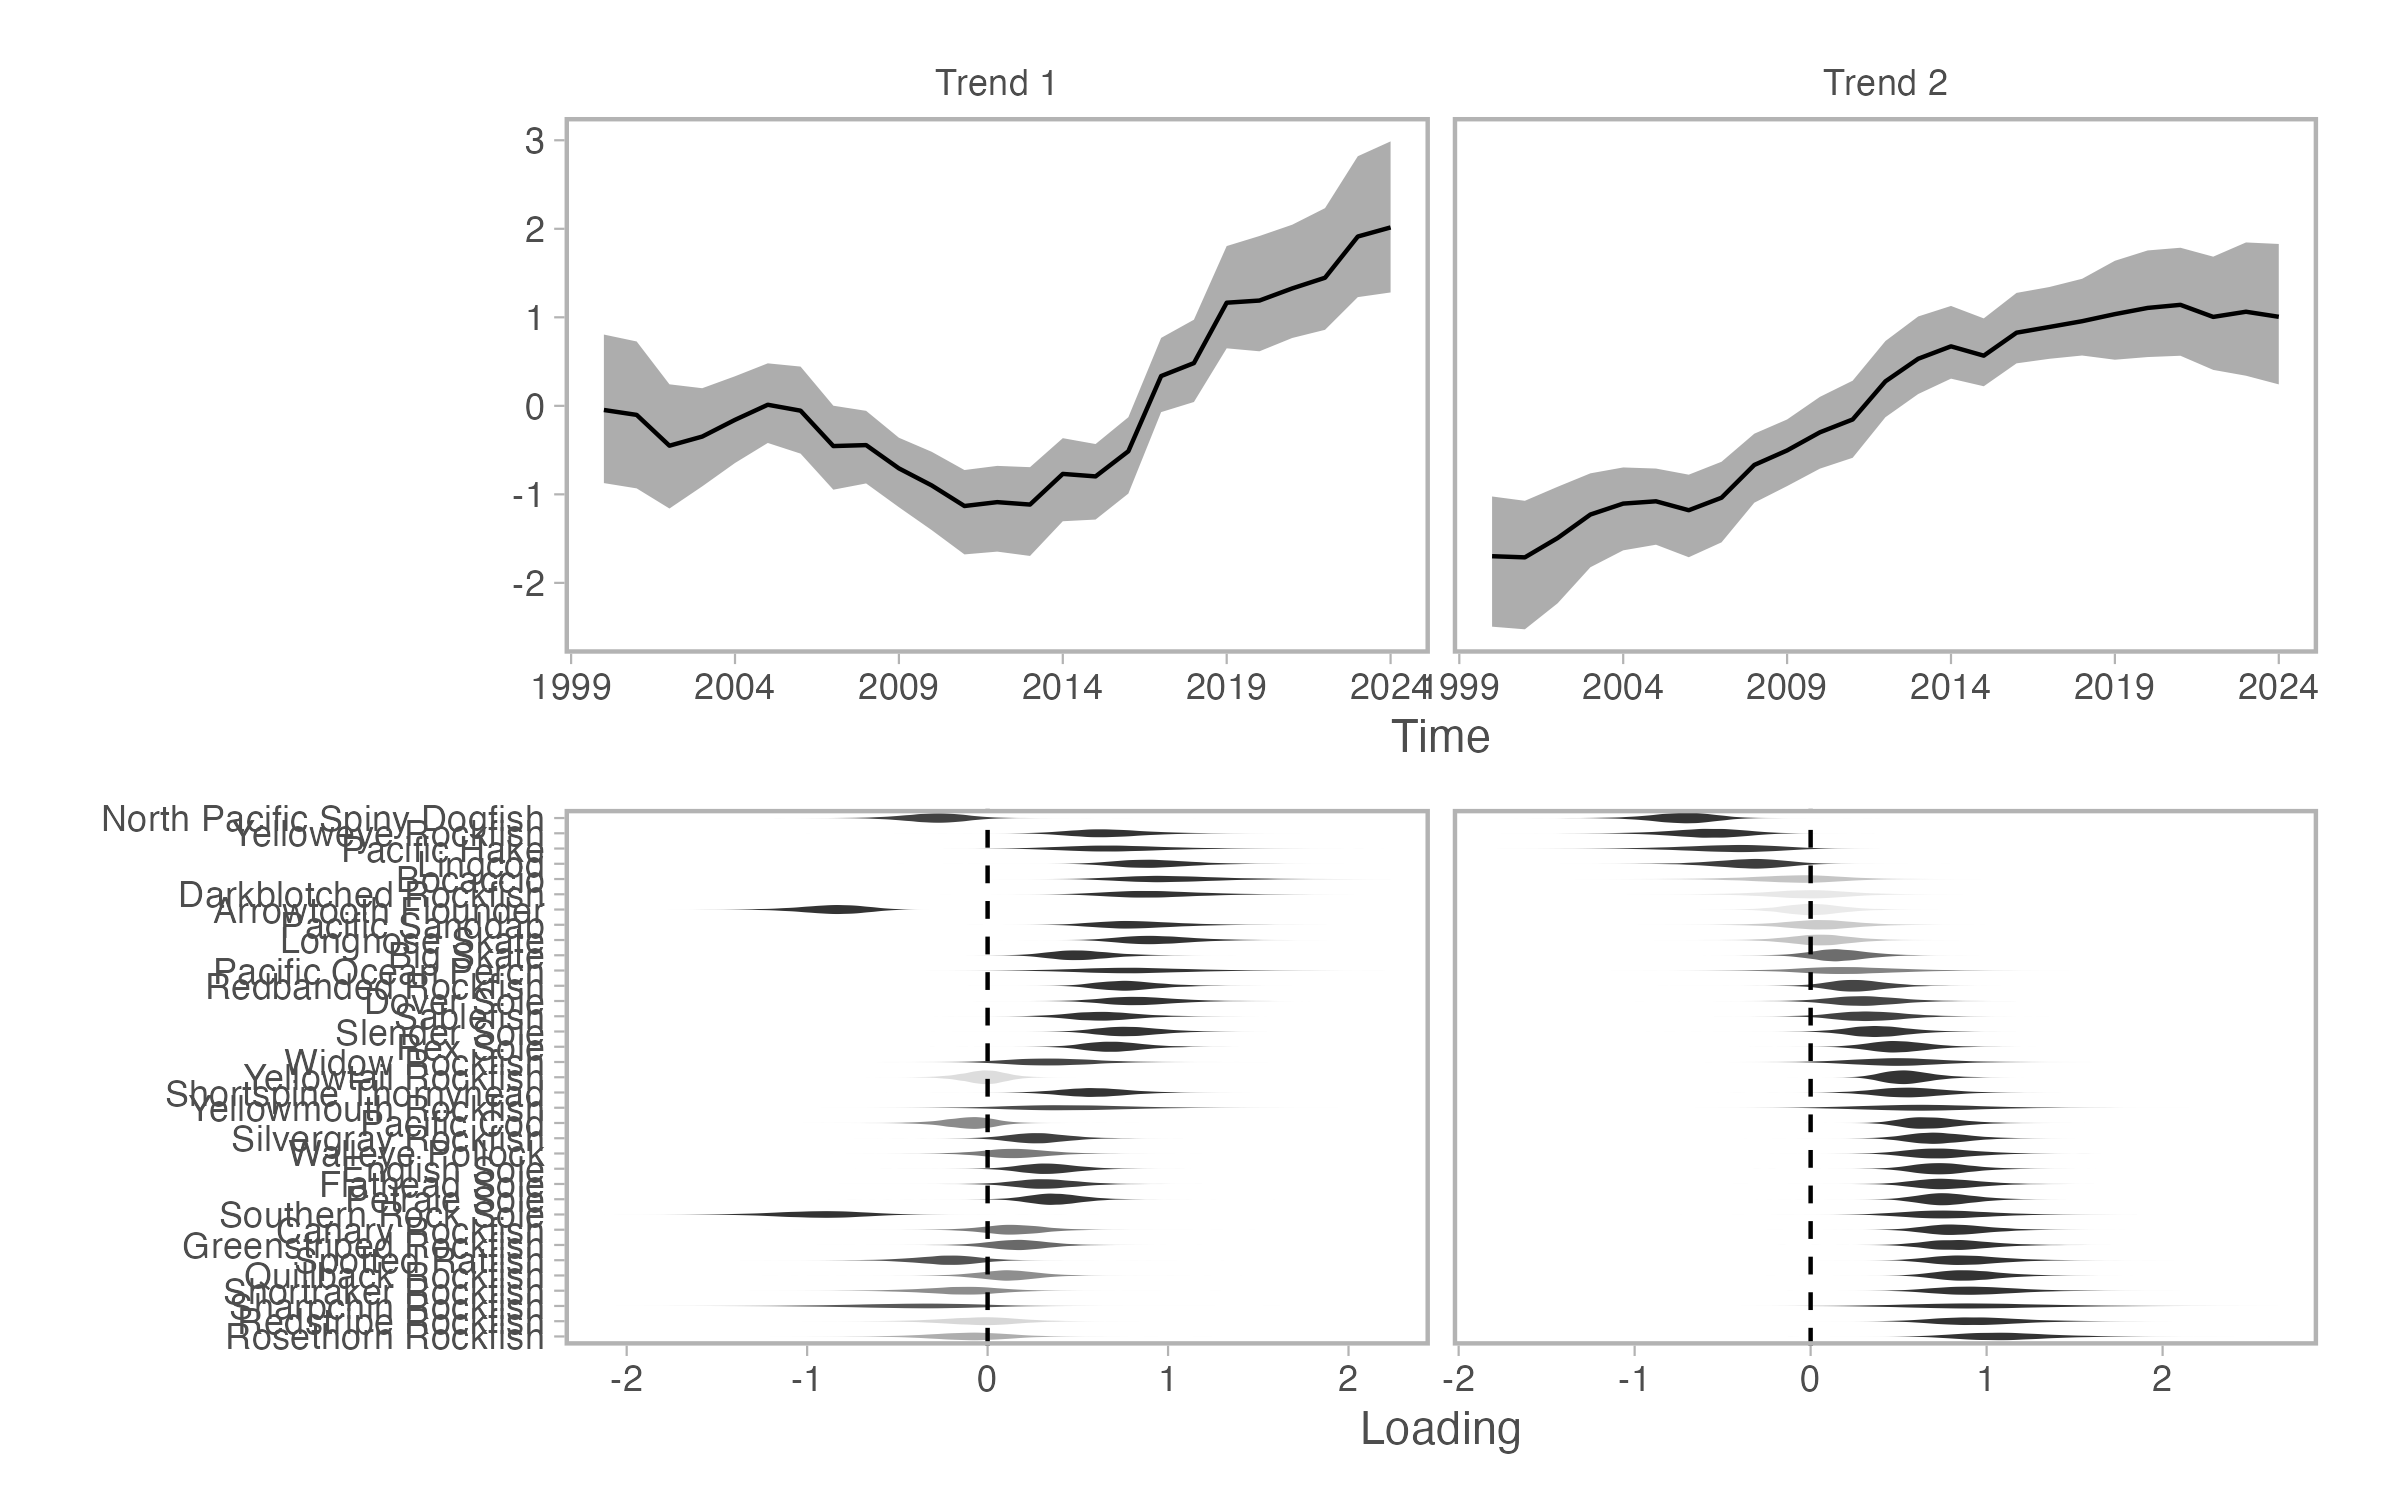 Trend 1
Trend 2
3
2
1
0
-1
-2
1999
2004
2009
2014
2019
2024
1999
2004
2009
2014
2019
2024
Time
North Pacific Spiny Dogfish
Yelloweye Rockfish
Pacific Hake
Lingcod
Bocaccio
Darkblotched Rockfish
Arrowtooth Flounder
Pacific Sanddab
Longnose Skate
Big Skate
Pacific Ocean Perch
Redbanded Rockfish
Dover Sole
Sablefish
Slender Sole
Rex Sole
Widow Rockfish
Yellowtail Rockfish
Shortspine Thornyhead
Yellowmouth Rockfish
Pacific Cod
Silvergray Rockfish
Walleye Pollock
English Sole
Flathead Sole
Petrale Sole
Southern Rock Sole
Canary Rockfish
Greenstriped Rockfish
Spotted Ratfish
Quillback Rockfish
Shortraker Rockfish
Sharpchin Rockfish
Redstripe Rockfish
Rosethorn Rockfish
-2
-1
0
1
2
-2
-1
0
1
2
Loading